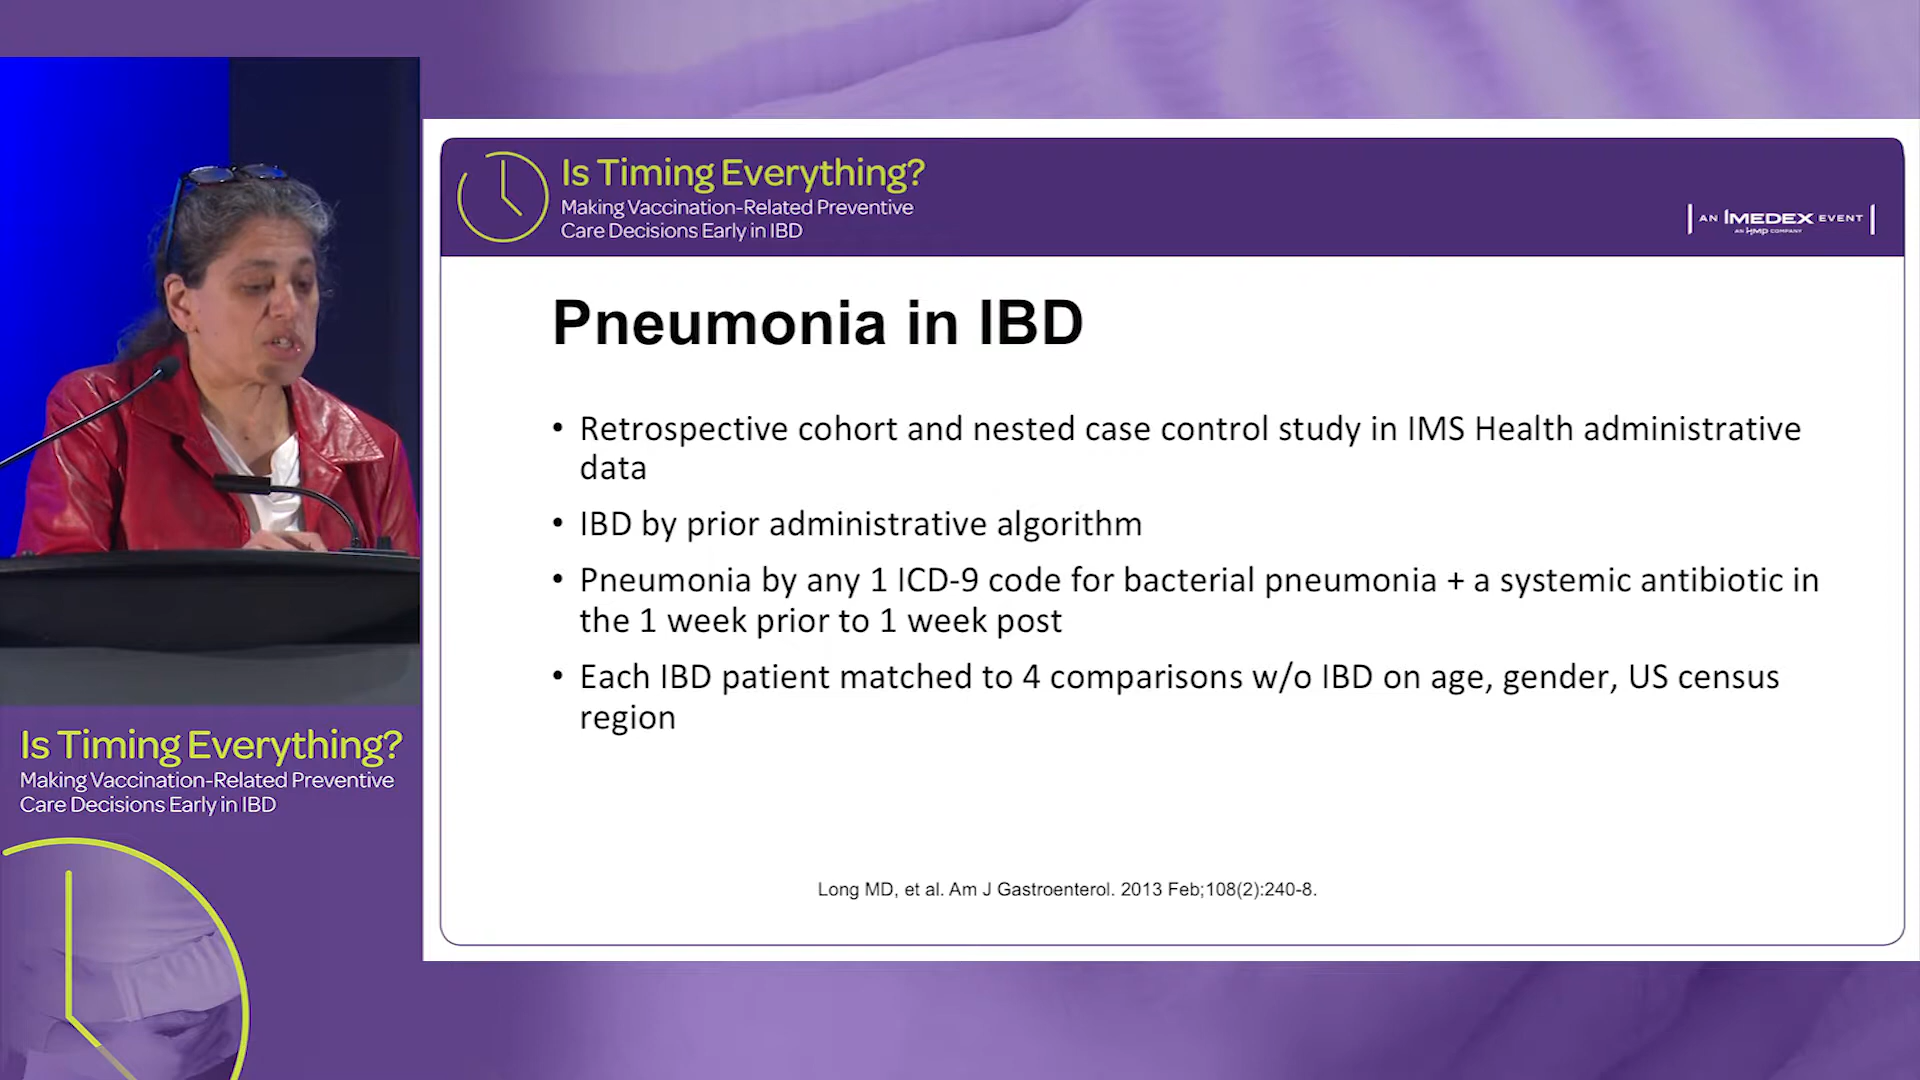 Is Timing Everything?
Making Vaccination-Related Preventive
Care Decisions Early in IBD
AN IMEDEX EVENT
AN HMP COMPANY
Pneumonia in IBD
• Retrospective cohort and nested case control study in IMS Health administrative
data
• IBD by prior administrative algorithm
• Pneumonia by any 1 ICD-9 code for bacterial pneumonia + a systemic antibiotic in
the 1 week prior to 1 week post
• Each IBD patient matched to 4 comparisons w/o IBD on age, gender, US census
region
Long MD, et al. Am J Gastroenterol. 2013 Feb;108(2):240-8.
Is Timing Everything?
Making Vaccination-Related Preventive
Care Decisions Early in IBD